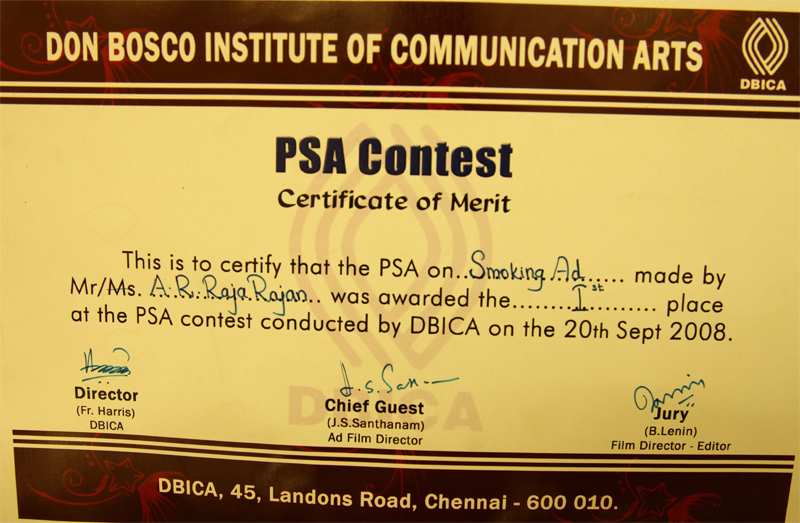 DON BOSCO INSTITUTE OF COMMUNICATION ARTS
DBICA
PSA Contest
Certificate of Merit
This is to certify that the PSA on..Smoking Ad..... made by
Mr/Ms. A.R.Raja Rajan.. was awarded the........Ist.......... place
at the PSA contest conducted by DBICA on the 20th Sept 2008.
DBICA
Director
(Fr. Harris)
DBICA
J.S.San
Chief Guest
(J.S.Santhanam)
Ad Film Director
Jury
(B.Lenin)
Film Director - Editor
DBICA, 45, Landons Road, Chennai - 600 010.